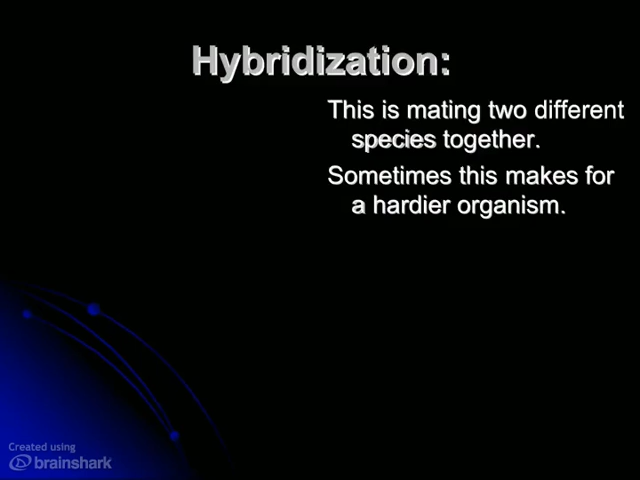 Hybridization:
This is mating two different
species together.
Sometimes this makes for
a hardier organism.
Created using
brainshark